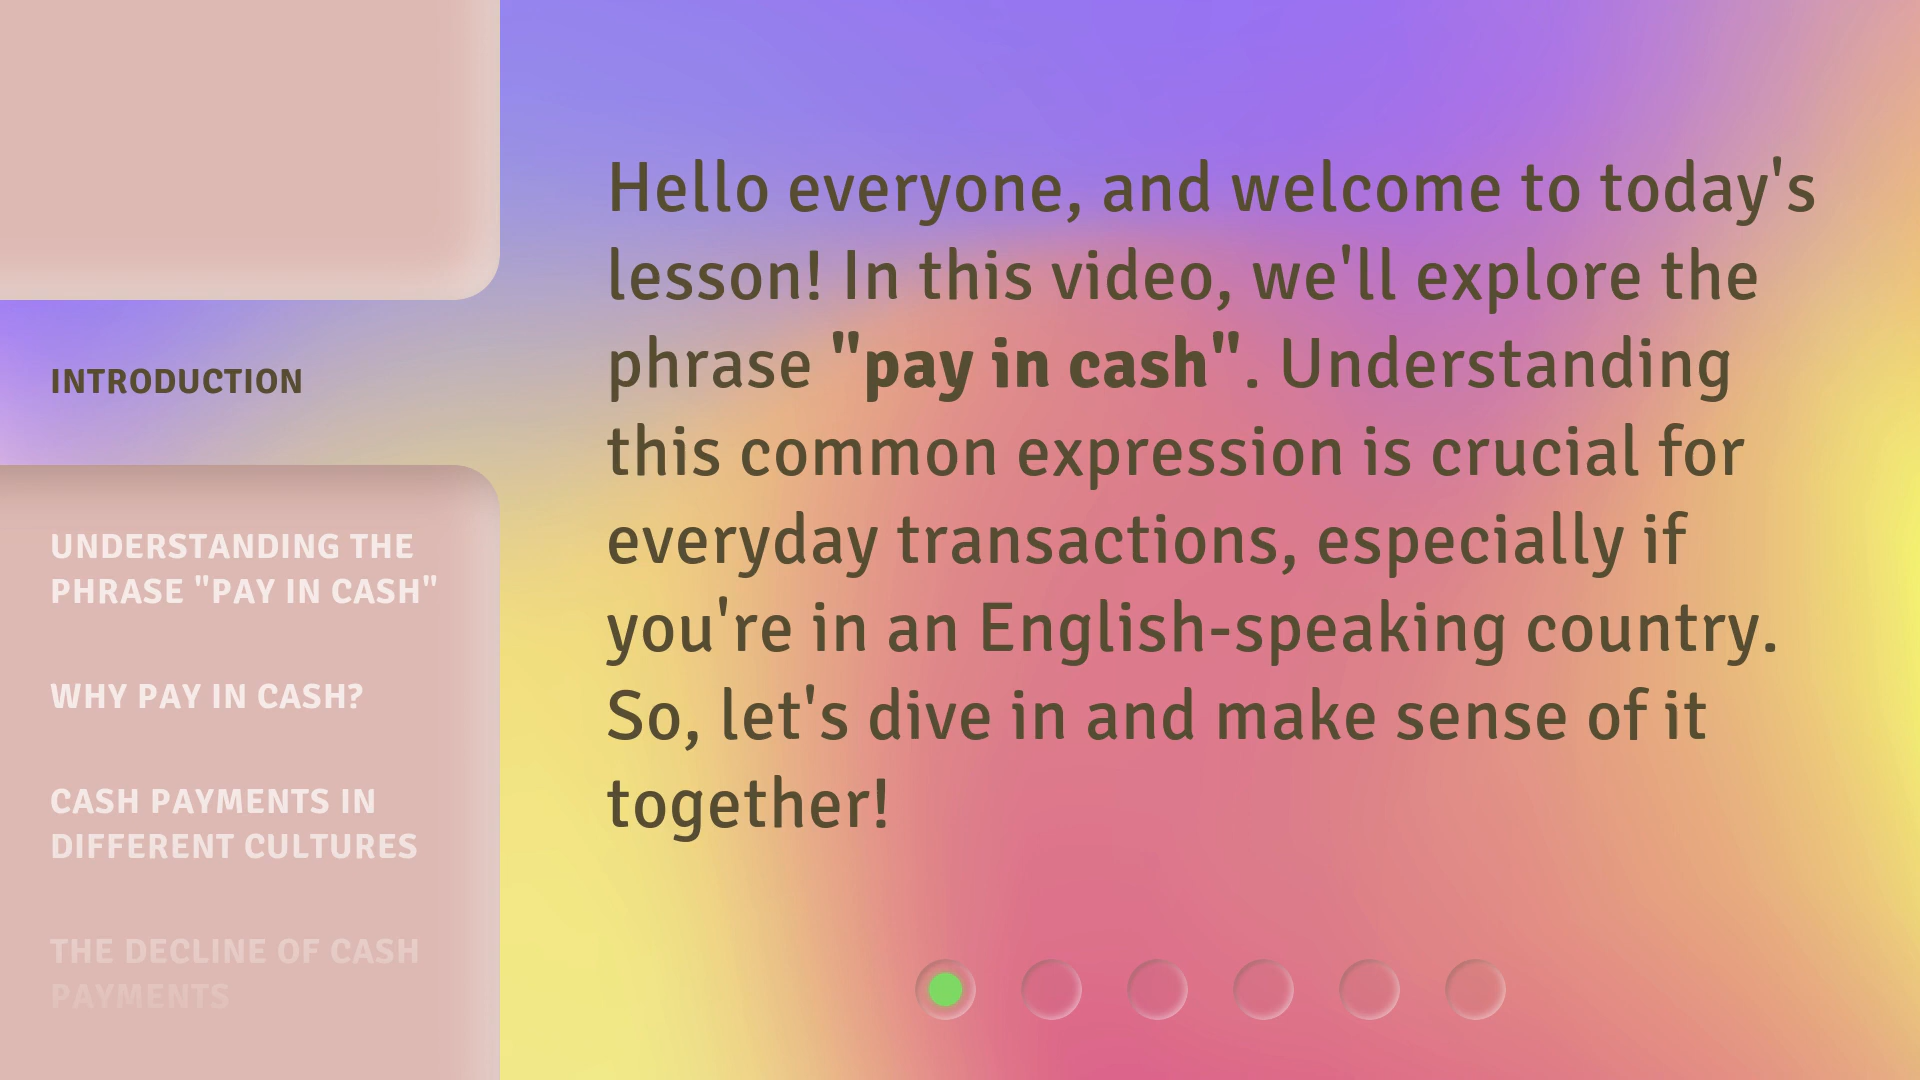 INTRODUCTION
UNDERSTANDING THE
PHRASE "PAY IN CASH"
WHY PAY IN CASH?
CASH PAYMENTS IN
DIFFERENT CULTURES
THE DECLINE OF CASH
PAYMENTS
Hello everyone, and welcome to today's
lesson! In this video, we'll explore the
phrase "pay in cash". Understanding
this common expression is crucial for
everyday transactions, especially if
you're in an English-speaking country.
So, let's dive in and make sense of it
together!